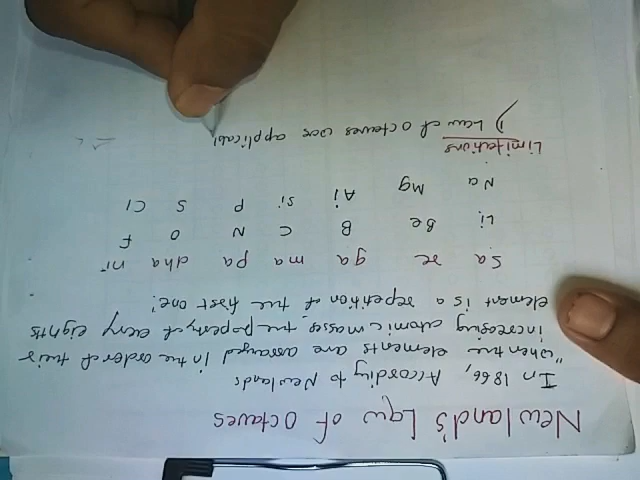 Newland's Law of Octaves
In 1866, According to Newlands
"when the elements are arranged in the order of their
increasing atomic masses, the property of every eights
element is a repetition of the first one".
Sa re ga ma pa dha ni
Li Be B C N O F
Na Mg Al Si P S Cl
Limitations
1) Law of Octaves was applicabl